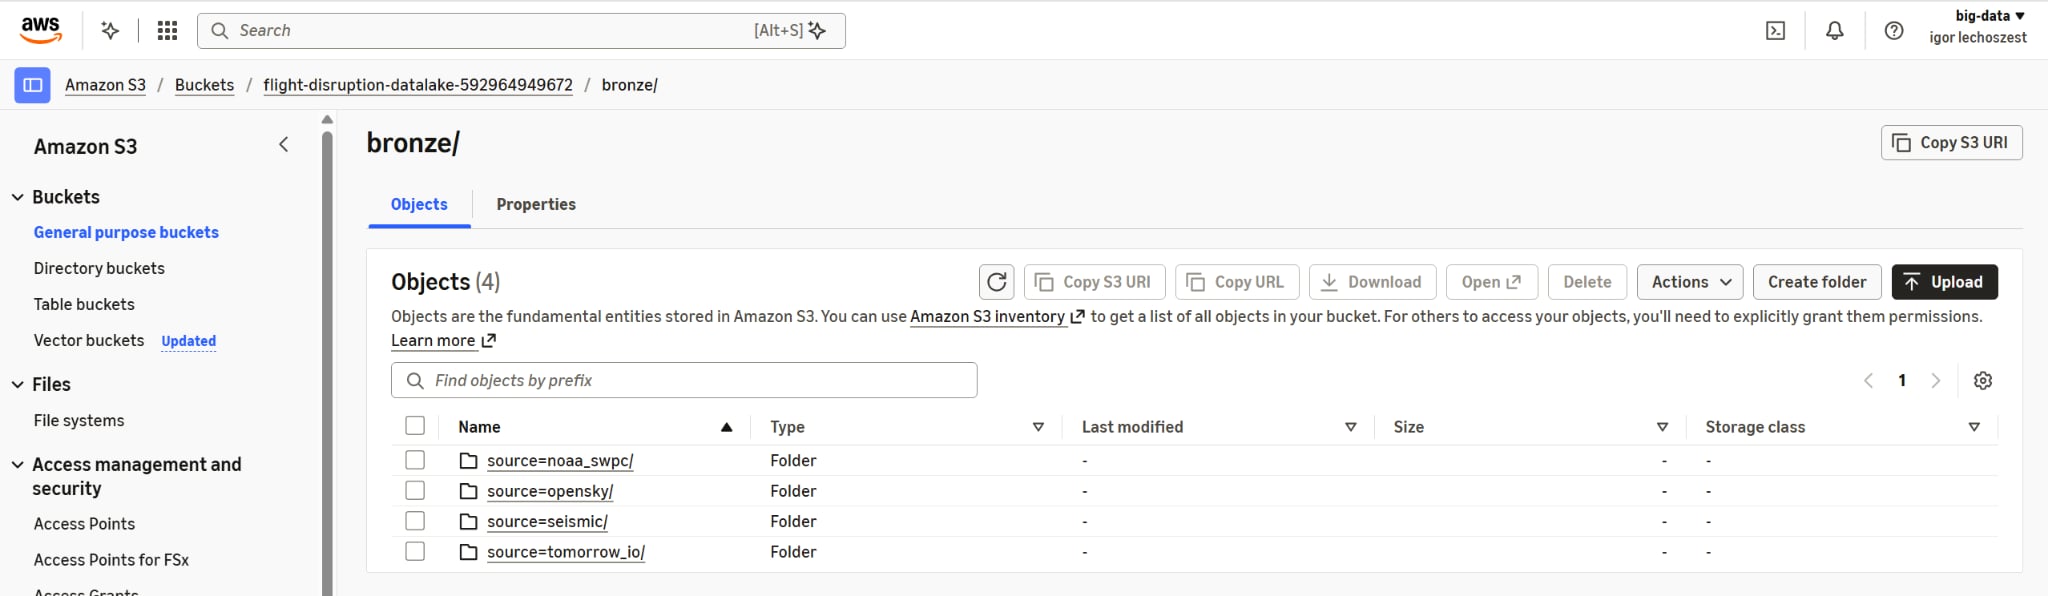 aws
Search [Alt+S]
big-data
igor lechoszest
Amazon S3 / Buckets / flight-disruption-datalake-592964949672 / bronze/
Amazon S3
Buckets
General purpose buckets
Directory buckets
Table buckets
Vector buckets Updated
Files
File systems
Access management and
security
Access Points
Access Points for FSx
Access Grants
bronze/
Copy S3 URI
Objects Properties
Objects (4)
Copy S3 URI Copy URL Download Open Delete Actions Create folder Upload
Objects are the fundamental entities stored in Amazon S3. You can use Amazon S3 inventory to get a list of all objects in your bucket. For others to access your objects, you'll need to explicitly grant them permissions.
Learn more
Find objects by prefix
1
Name Type Last modified Size Storage class
source=noaa_swpc/ Folder - - -
source=opensky/ Folder - - -
source=seismic/ Folder - - -
source=tomorrow_io/ Folder - - -